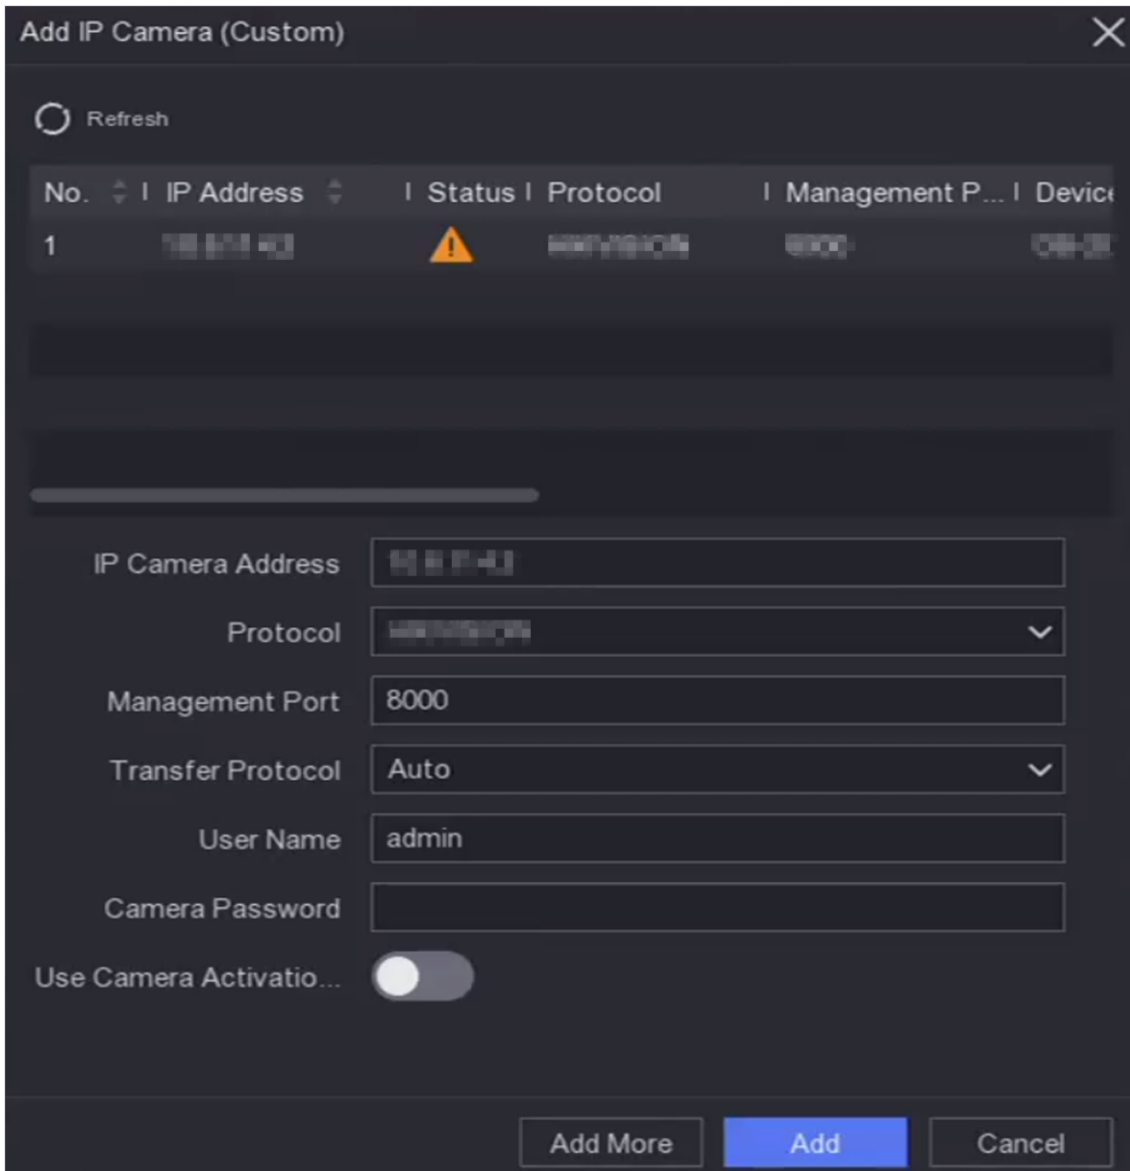 Add IP Camera (Custom)
Refresh
No. | IP Address | Status | Protocol | Management P... | Device
1
IP Camera Address
Protocol
Management Port 8000
Transfer Protocol Auto
User Name admin
Camera Password
Use Camera Activatio...
Add More Add Cancel